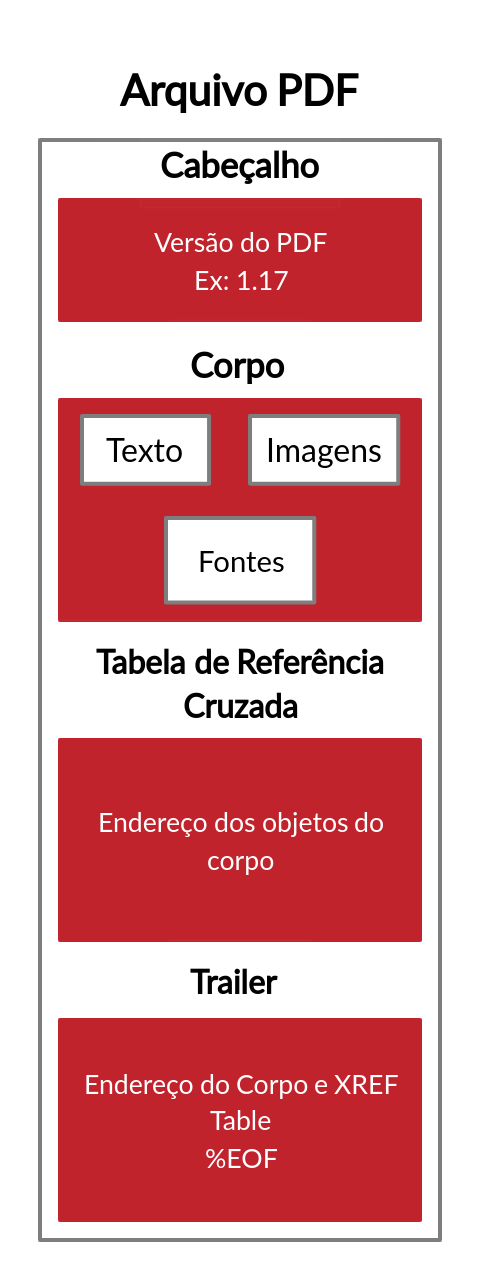 Arquivo PDF
Cabeçalho
Versão do PDF
Ex: 1.17
Corpo
Texto
Imagens
Fontes
Tabela de Referência
Cruzada
Endereço dos objetos do
corpo
Trailer
Endereço do Corpo e XREF
Table
%EOF